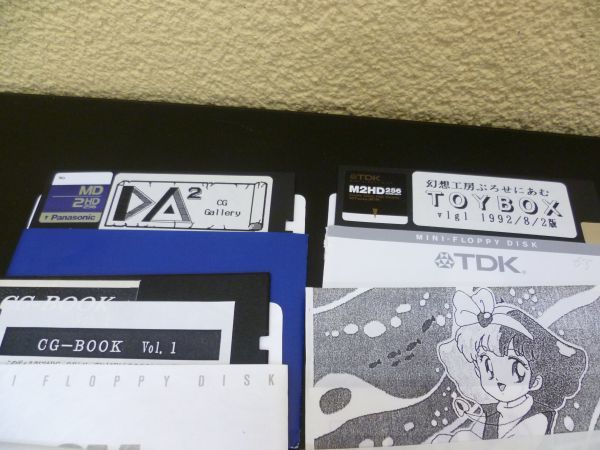 MD
2HD
Panasonic
DA²
CG
Gallery
TDK
M2HD256
幻想工房ぷろせにあむ
TOYBOX
v1g1 1992/8/2版
MINI-FLOPPY DISK
TDK
CG-BOOK
CG-BOOK Vol.1
I FLOPPY DISK